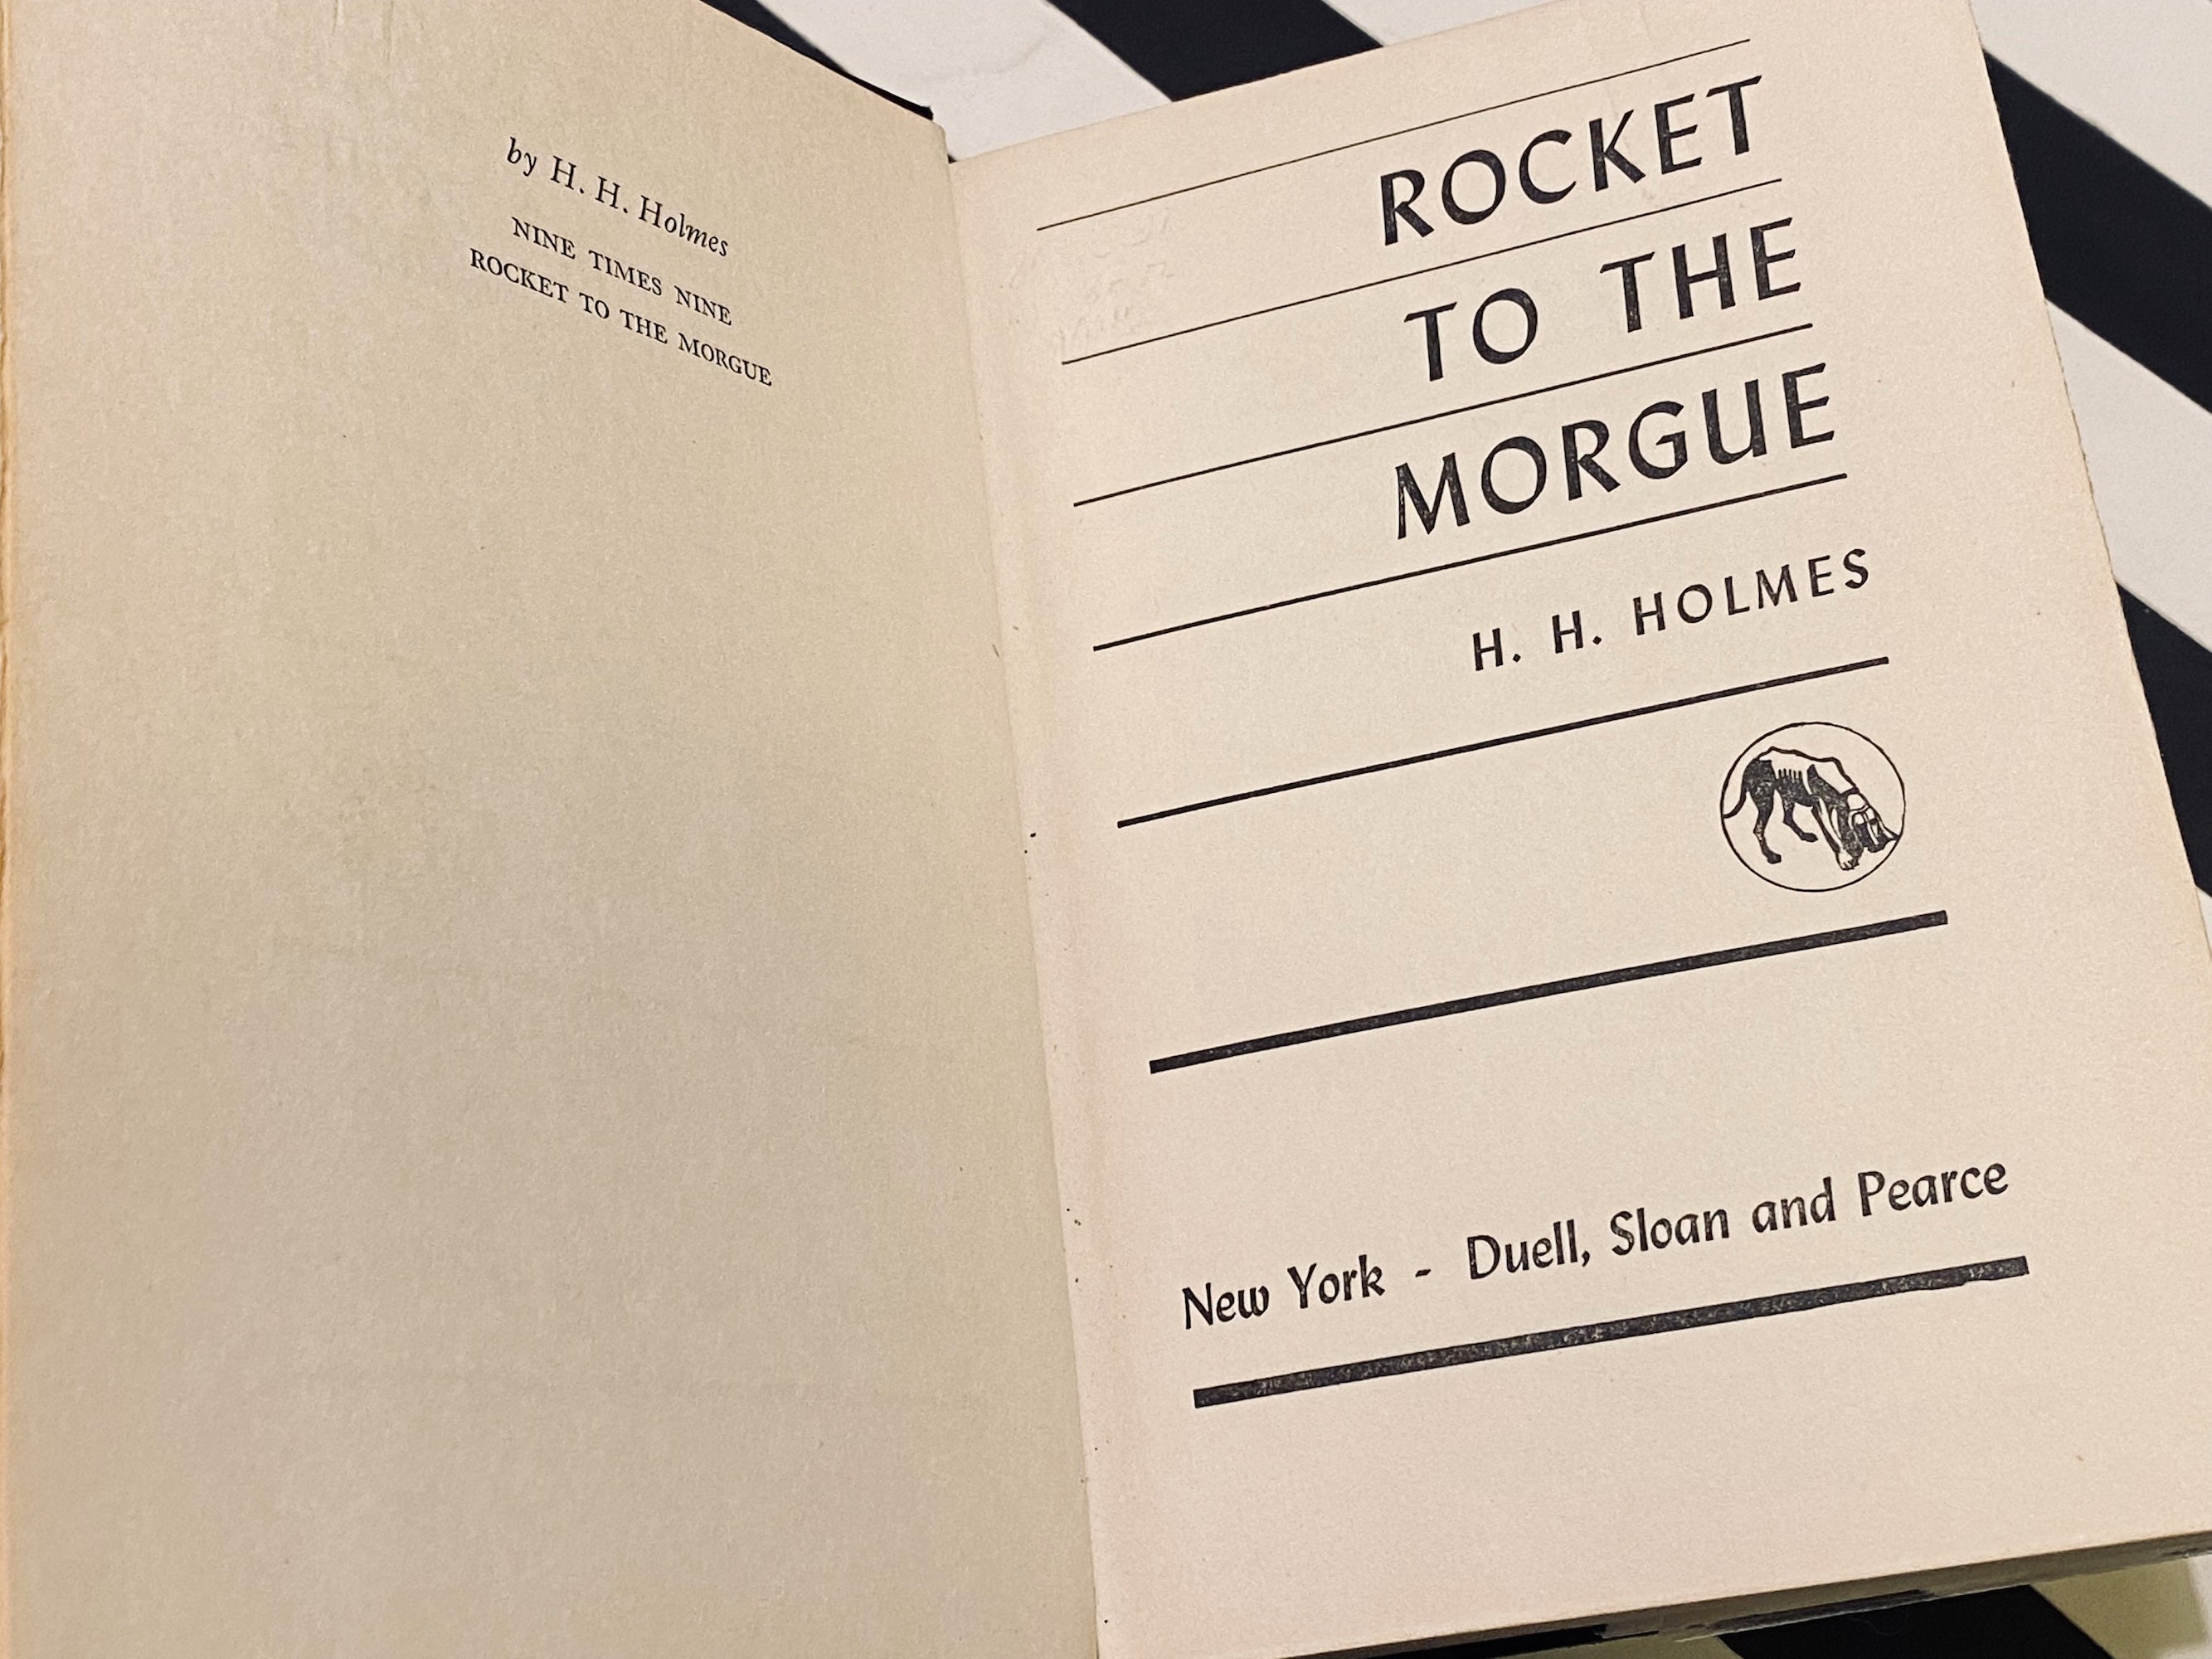 by H. H. Holmes
NINE TIMES NINE
ROCKET TO THE MORGUE
ROCKET
TO THE
MORGUE
H. H. HOLMES
New York - Duell, Sloan and Pearce